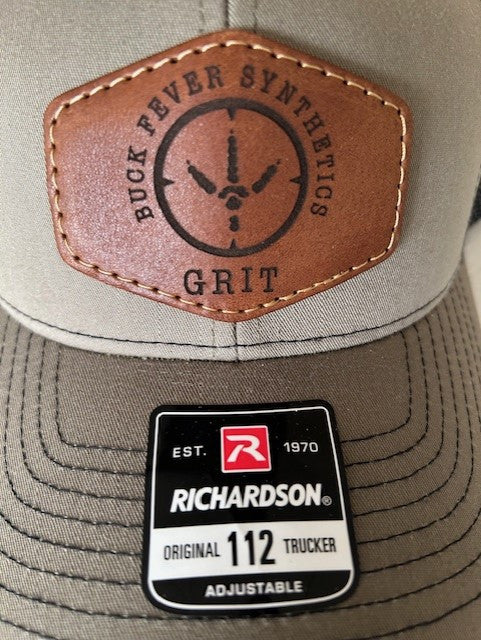 BUCK FEVER SYNTHETICS
GRIT
EST. R 1970
RICHARDSON®
ORIGINAL 112 TRUCKER
ADJUSTABLE